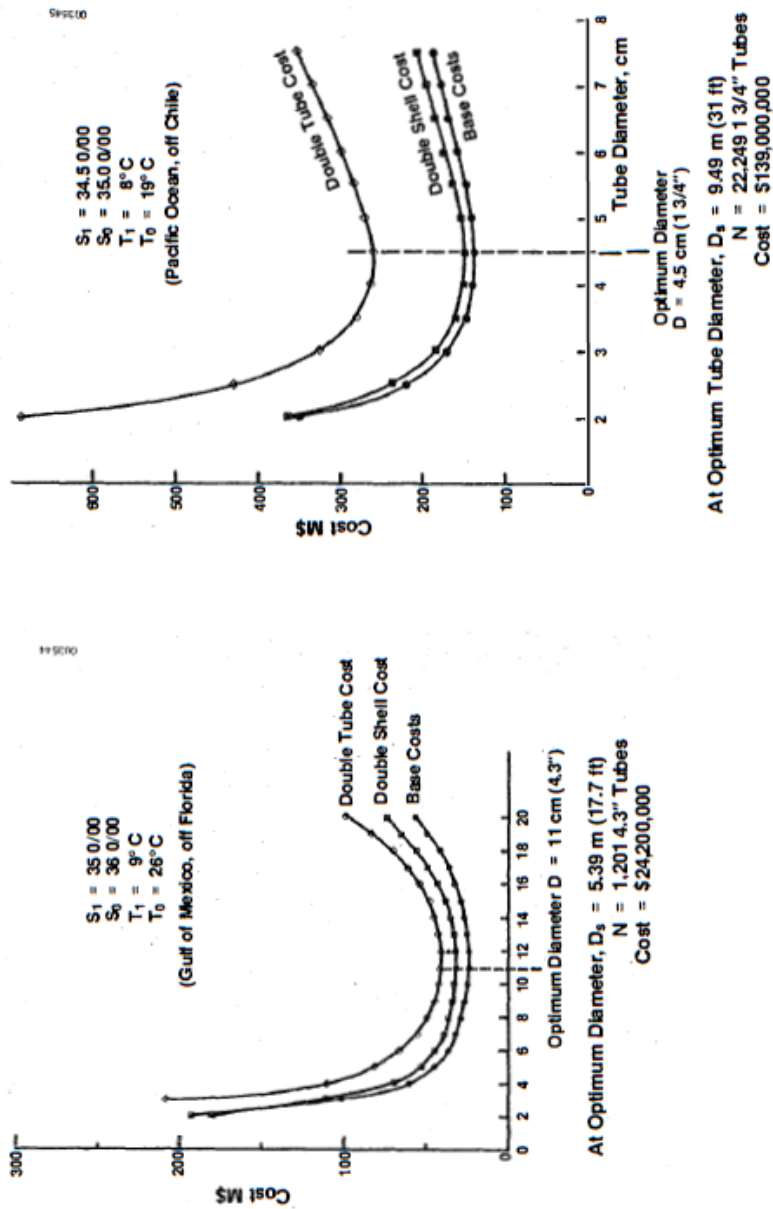 003544
S₁ = 35 0/00
S₀ = 36 0/00
T₁ = 9° C
T₀ = 26° C
(Gulf of Mexico, off Florida)
Cost M$
300
200
100
0
Double Tube Cost
Double Shell Cost
Base Costs
0 2 4 6 8 10 12 14 16 18 20
Optimum Diameter D = 11 cm (4.3")
At Optimum Diameter, Dₛ = 5.39 m (17.7 ft)
N = 1,201 4.3" Tubes
Cost = $24,200,000
003545
S₁ = 34.5 0/00
S₀ = 35.0 0/00
T₁ = 8° C
T₀ = 19° C
(Pacific Ocean, off Chile)
Cost M$
600
500
400
300
200
100
0
Double Tube Cost
Double Shell Cost
Base Costs
1 2 3 4 5 6 7 8
Tube Diameter, cm
Optimum Diameter
D = 4.5 cm (1 3/4")
At Optimum Tube Diameter, Dₛ = 9.49 m (31 ft)
N = 22,249 1 3/4" Tubes
Cost = $139,000,000